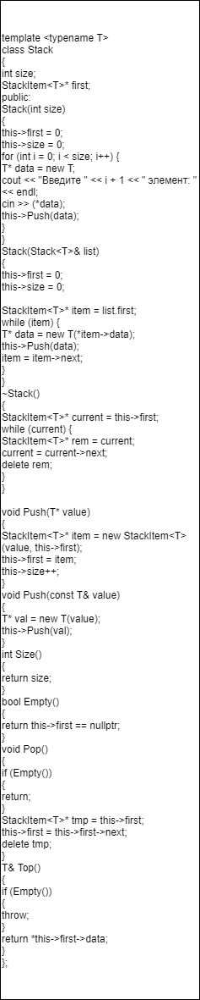 template <typename T>
class Stack
{
int size;
StackItem<T>* first;
public:
Stack(int size)
{
this->first = 0;
this->size = 0;
for (int i = 0; i < size; i++) {
T* data = new T;
cout << "Введите " << i + 1 << " элемент: "
<< endl;
cin >> (*data);
this->Push(data);
}
}
Stack(Stack<T>& list)
{
this->first = 0;
this->size = 0;

StackItem<T>* item = list.first;
while (item) {
T* data = new T(*item->data);
this->Push(data);
item = item->next;
}
}
~Stack()
{
StackItem<T>* current = this->first;
while (current) {
StackItem<T>* rem = current;
current = current->next;
delete rem;
}
}

void Push(T* value)
{
StackItem<T>* item = new StackItem<T>
(value, this->first);
this->first = item;
this->size++;
}
void Push(const T& value)
{
T* val = new T(value);
this->Push(val);
}
int Size()
{
return size;
}
bool Empty()
{
return this->first == nullptr;
}
void Pop()
{
if (Empty())
{
return;
}
StackItem<T>* tmp = this->first;
this->first = this->first->next;
delete tmp;
}
T& Top()
{
if (Empty())
{
throw;
}
return *this->first->data;
}
};